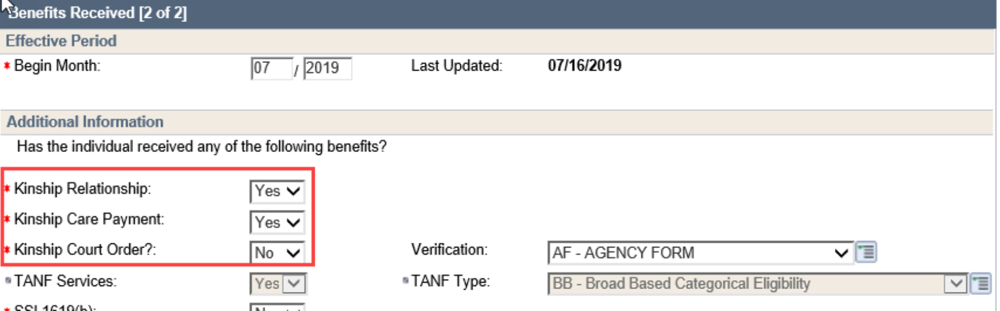 Benefits Received [2 of 2]
Effective Period
* Begin Month: 07 / 2019 Last Updated: 07/16/2019
Additional Information
Has the individual received any of the following benefits?
* Kinship Relationship: Yes
* Kinship Care Payment: Yes
* Kinship Court Order?: No Verification: AF - AGENCY FORM
TANF Services: Yes TANF Type: BB - Broad Based Categorical Eligibility
* SSI 1619(b): No